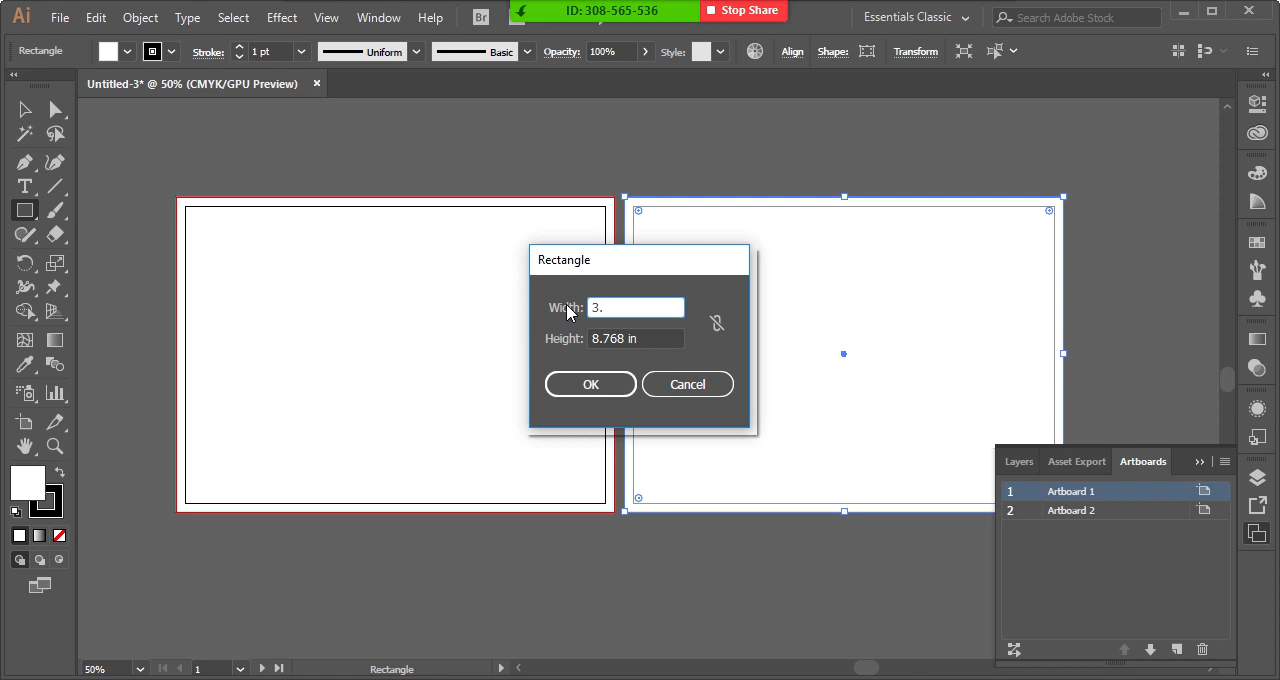 Ai File Edit Object Type Select Effect View Window Help Br ID: 308-565-536 Stop Share Essentials Classic Search Adobe Stock
Rectangle Stroke: 1 pt Uniform Basic Opacity: 100% Style: Align Shape: Transform
Untitled-3* @ 50% (CMYK/GPU Preview) ×
Rectangle
Width: 3.
Height: 8.768 in
OK Cancel
Layers Asset Export Artboards
1 Artboard 1
2 Artboard 2
50% 1 Rectangle